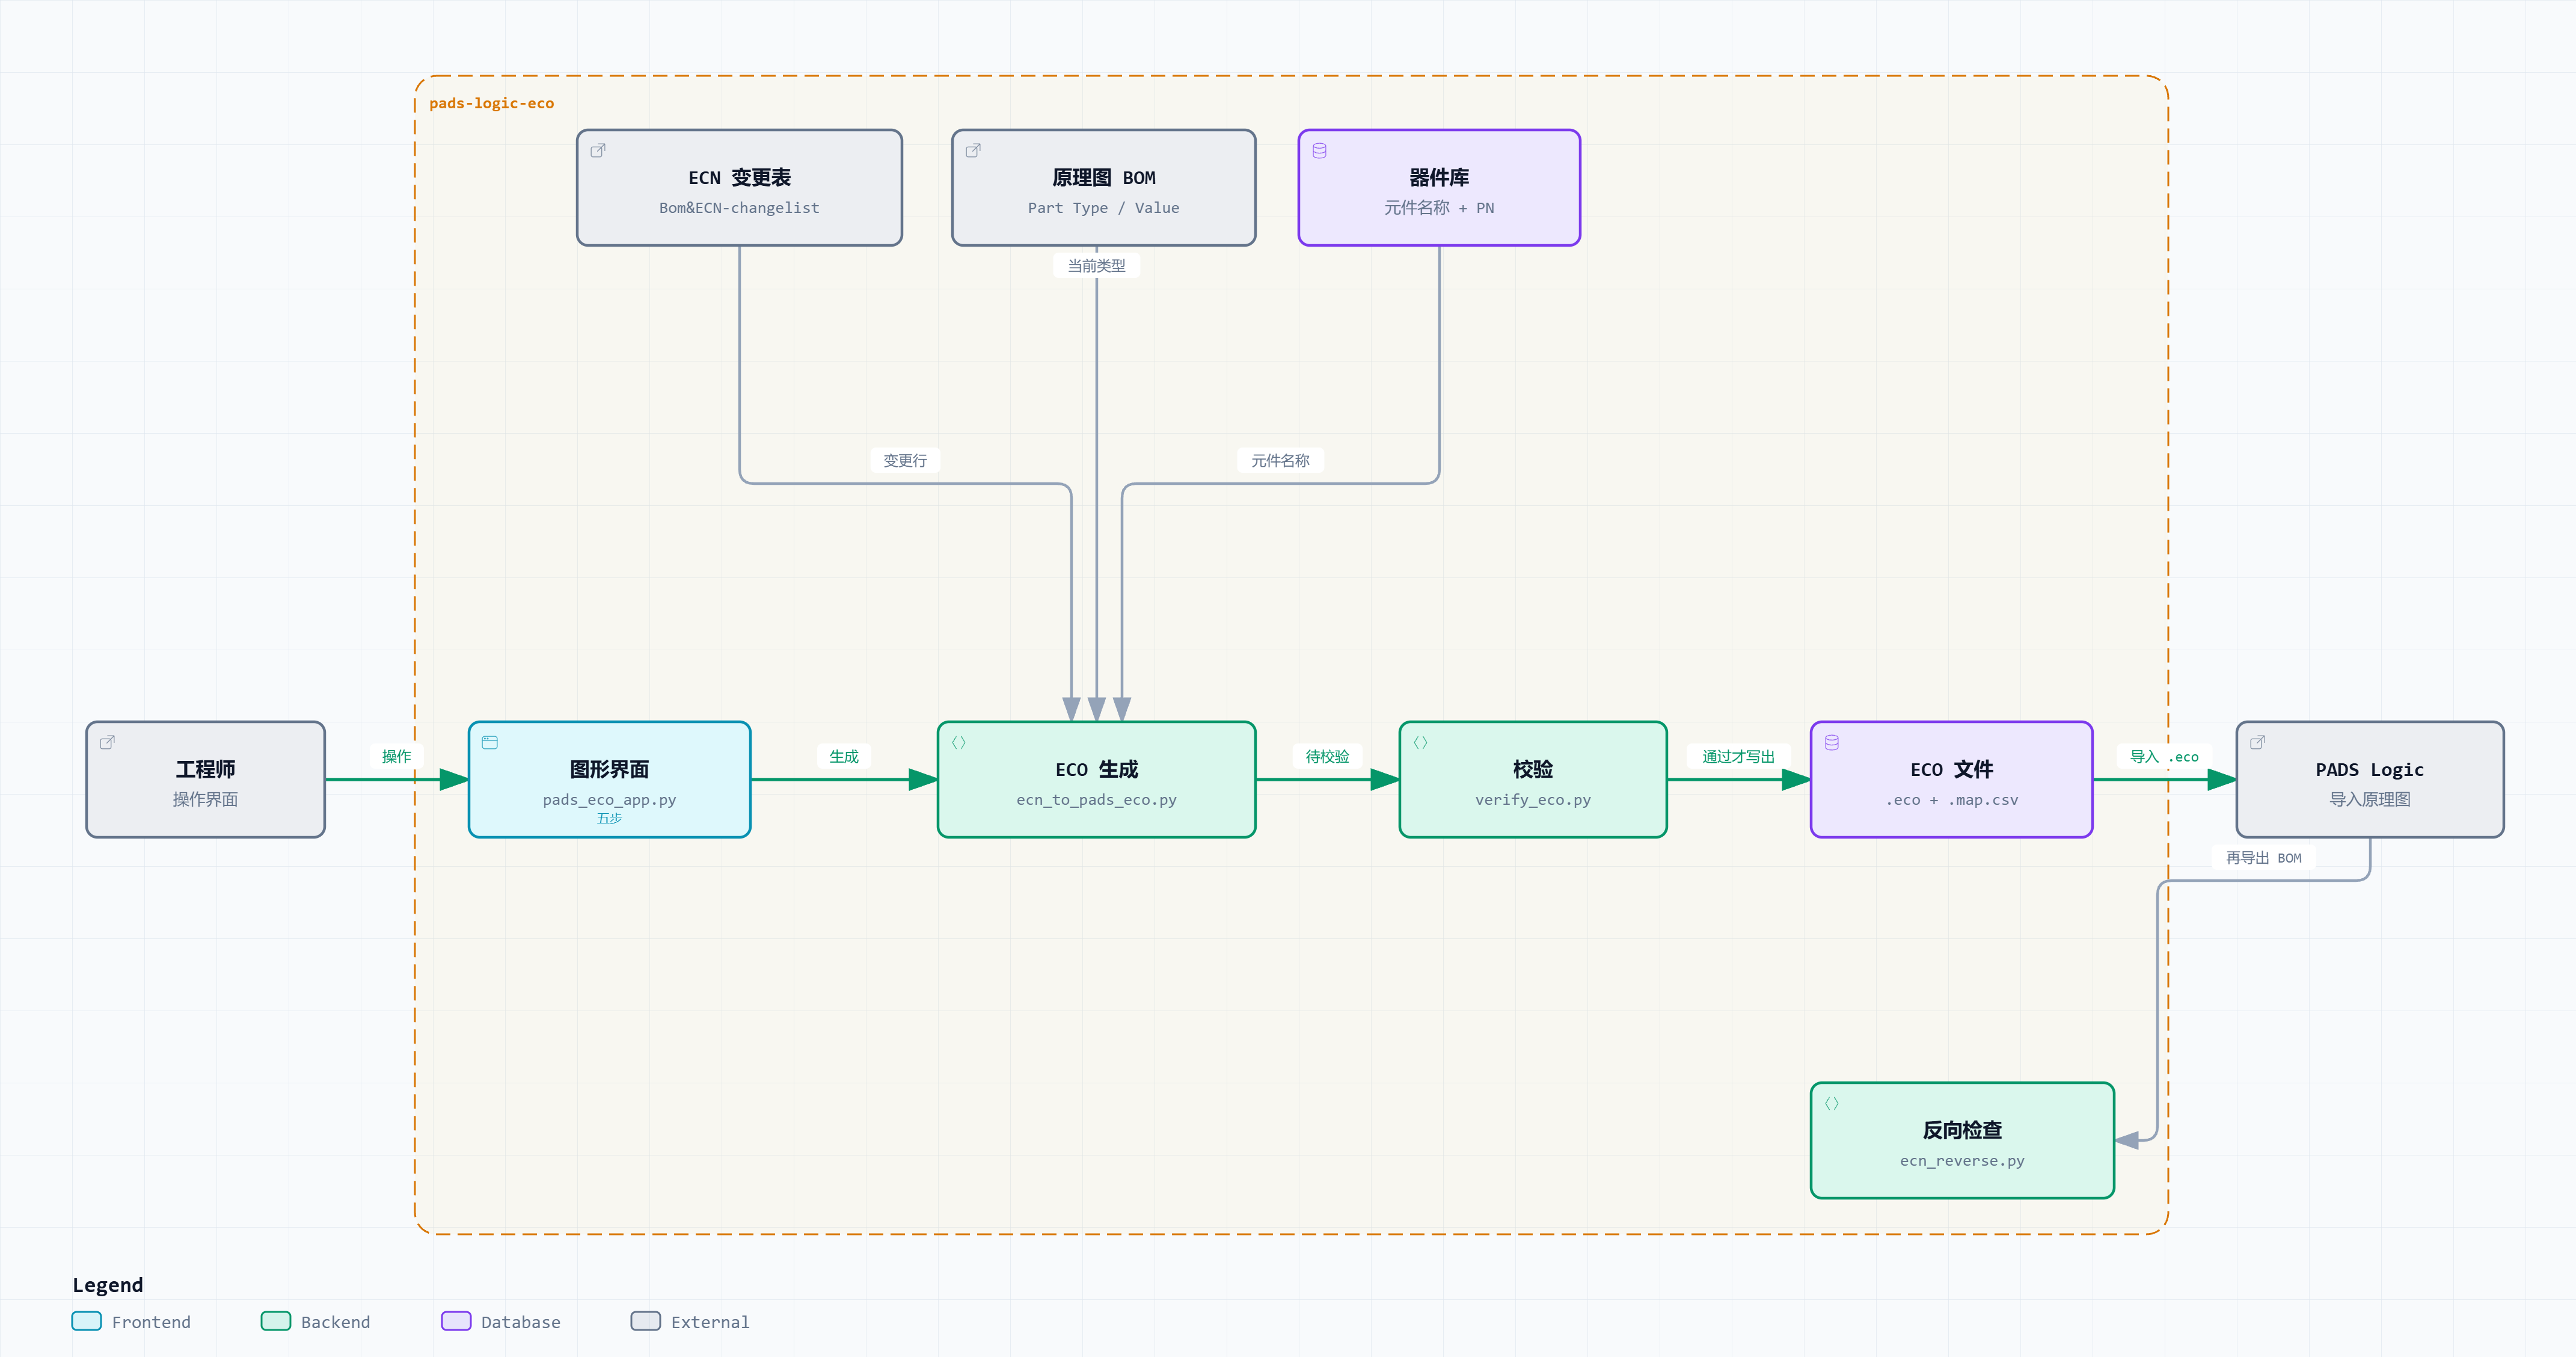 pads-logic-eco
ECN 变更表
Bom&ECN-changelist
原理图 BOM
Part Type / Value
器件库
元件名称 + PN
当前类型
变更行
元件名称
工程师
操作界面
操作
图形界面
pads_eco_app.py
五步
生成
ECO 生成
ecn_to_pads_eco.py
待校验
校验
verify_eco.py
通过才写出
ECO 文件
.eco + .map.csv
导入 .eco
PADS Logic
导入原理图
再导出 BOM
反向检查
ecn_reverse.py
Legend
Frontend
Backend
Database
External